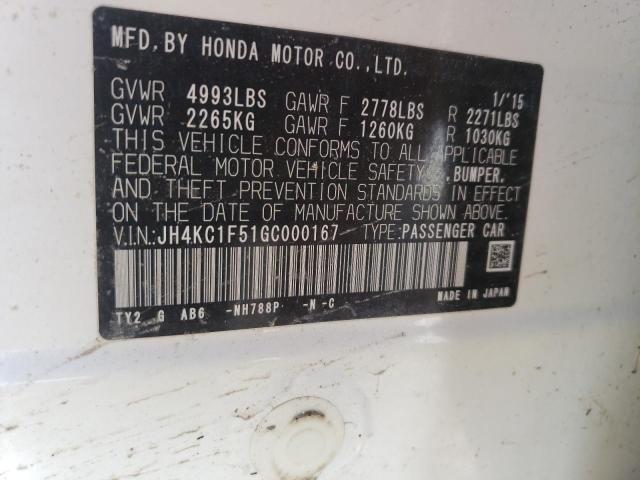 MFD. BY HONDA MOTOR CO., LTD. 1/'15
GVWR 4993LBS GAWR F 2778LBS R 2271LBS
GVWR 2265KG GAWR F 1260KG R 1030KG
THIS VEHICLE CONFORMS TO ALL APPLICABLE
FEDERAL MOTOR VEHICLE SAFETY, BUMPER,
AND THEFT PREVENTION STANDARDS IN EFFECT
ON THE DATE OF MANUFACTURE SHOWN ABOVE.
V.I.N.: JH4KC1F51GC000167 TYPE: PASSENGER CAR
TY2 G AB6 -NH788P -N -C MADE IN JAPAN